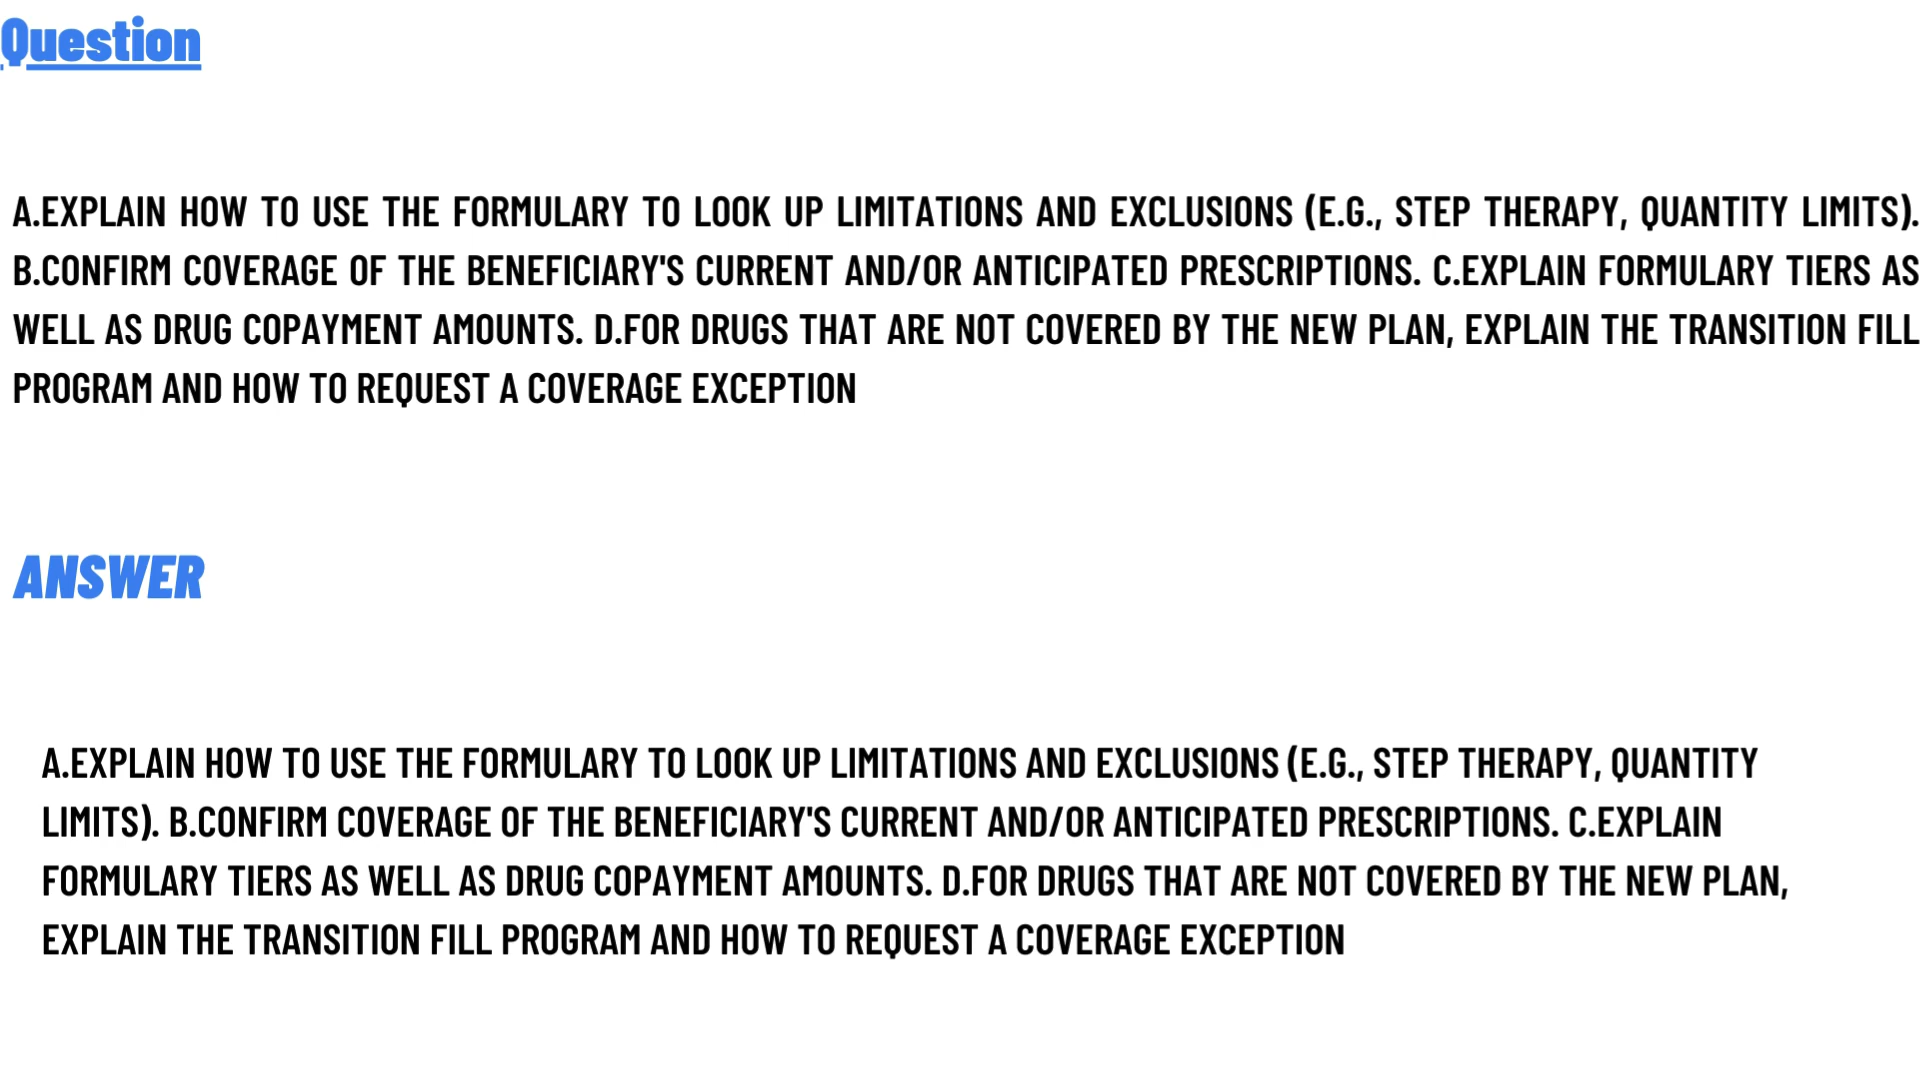 Question
A.EXPLAIN HOW TO USE THE FORMULARY TO LOOK UP LIMITATIONS AND EXCLUSIONS (E.G., STEP THERAPY, QUANTITY LIMITS).
B.CONFIRM COVERAGE OF THE BENEFICIARY'S CURRENT AND/OR ANTICIPATED PRESCRIPTIONS. C.EXPLAIN FORMULARY TIERS AS
WELL AS DRUG COPAYMENT AMOUNTS. D.FOR DRUGS THAT ARE NOT COVERED BY THE NEW PLAN, EXPLAIN THE TRANSITION FILL
PROGRAM AND HOW TO REQUEST A COVERAGE EXCEPTION
ANSWER
A.EXPLAIN HOW TO USE THE FORMULARY TO LOOK UP LIMITATIONS AND EXCLUSIONS (E.G., STEP THERAPY, QUANTITY
LIMITS). B.CONFIRM COVERAGE OF THE BENEFICIARY'S CURRENT AND/OR ANTICIPATED PRESCRIPTIONS. C.EXPLAIN
FORMULARY TIERS AS WELL AS DRUG COPAYMENT AMOUNTS. D.FOR DRUGS THAT ARE NOT COVERED BY THE NEW PLAN,
EXPLAIN THE TRANSITION FILL PROGRAM AND HOW TO REQUEST A COVERAGE EXCEPTION